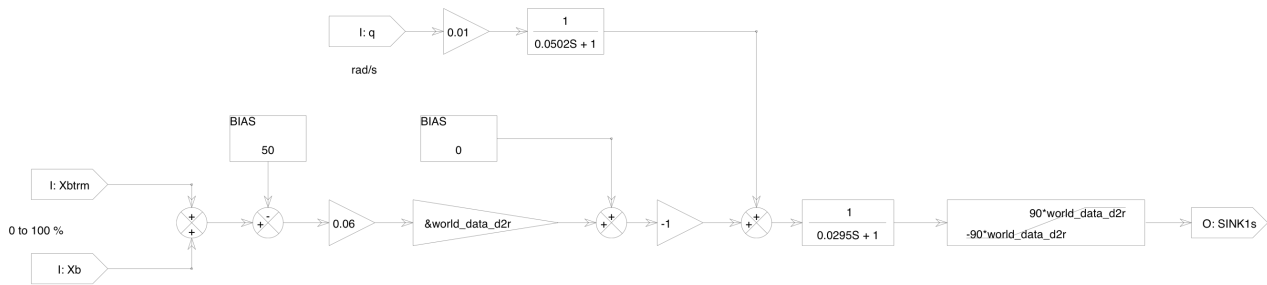 I: q
0.01
1
0.0502S + 1
rad/s
BIAS
50
BIAS
0
I: Xbtrm
0 to 100 %
I: Xb
+
+
-
+
0.06
&world_data_d2r
+
+
-1
+
+
1
0.0295S + 1
90*world_data_d2r
-90*world_data_d2r
O: SINK1s